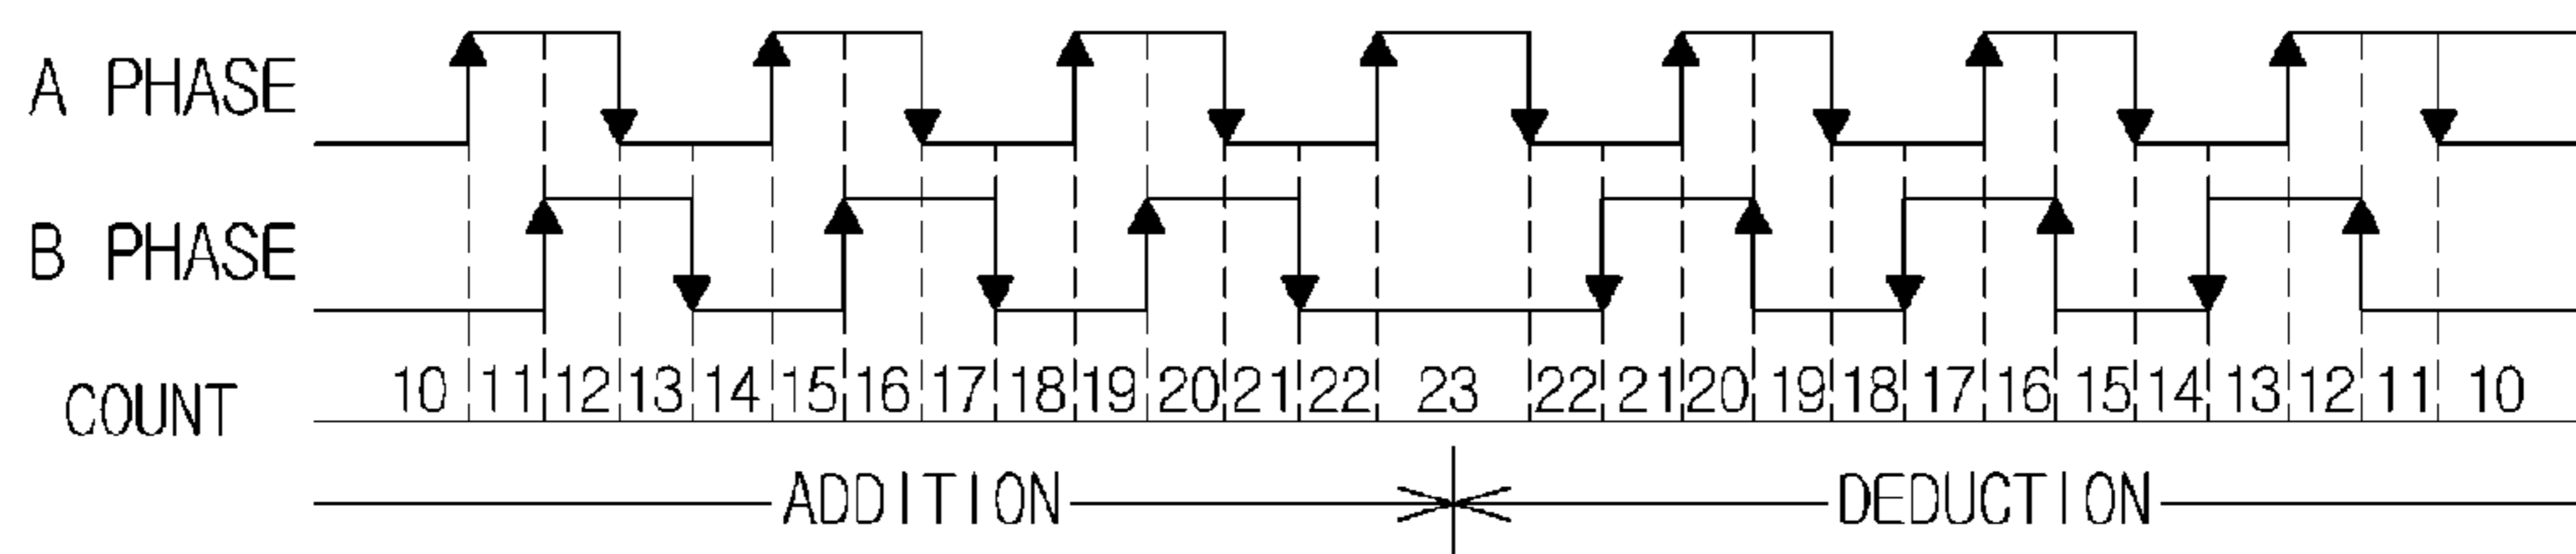 A PHASE
B PHASE
COUNT 10 11 12 13 14 15 16 17 18 19 20 21 22 23 22 21 20 19 18 17 16 15 14 13 12 11 10
ADDITION DEDUCTION